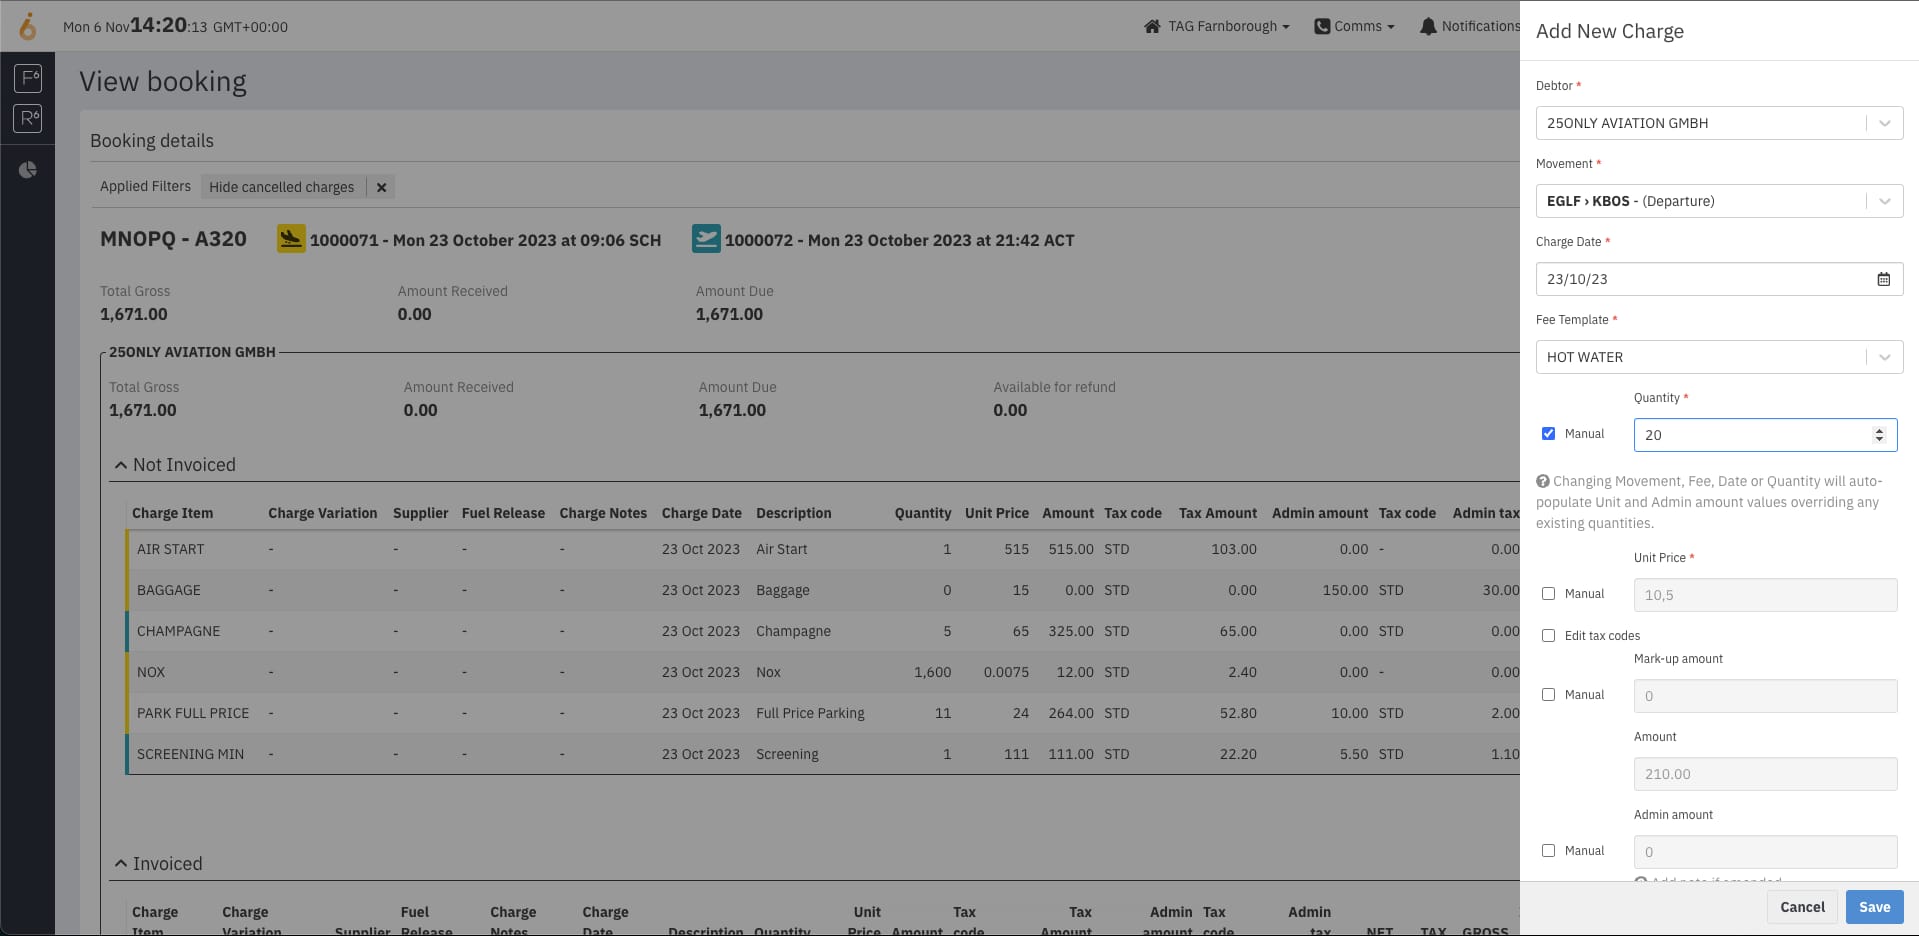 Mon 6 Nov 14:20:13 GMT+00:00
TAG Farnborough
Comms
Notifications
F6
R6
View booking
Booking details
Applied Filters Hide cancelled charges
MNOPQ - A320 1000071 - Mon 23 October 2023 at 09:06 SCH 1000072 - Mon 23 October 2023 at 21:42 ACT
Total Gross Amount Received Amount Due
1,671.00 0.00 1,671.00
25ONLY AVIATION GMBH
Total Gross Amount Received Amount Due Available for refund
1,671.00 0.00 1,671.00 0.00
Not Invoiced
Charge Item Charge Variation Supplier Fuel Release Charge Notes Charge Date Description Quantity Unit Price Amount Tax code Tax Amount Admin amount Tax code Admin tax
AIR START - - - - 23 Oct 2023 Air Start 1 515 515.00 STD 103.00 0.00 - 0.00
BAGGAGE - - - - 23 Oct 2023 Baggage 0 15 0.00 STD 0.00 150.00 STD 30.00
CHAMPAGNE - - - - 23 Oct 2023 Champagne 5 65 325.00 STD 65.00 0.00 STD 0.00
NOX - - - - 23 Oct 2023 Nox 1,600 0.0075 12.00 STD 2.40 0.00 - 0.00
PARK FULL PRICE - - - - 23 Oct 2023 Full Price Parking 11 24 264.00 STD 52.80 10.00 STD 2.00
SCREENING MIN - - - - 23 Oct 2023 Screening 1 111 111.00 STD 22.20 5.50 STD 1.10
Invoiced
Charge Charge Fuel Charge Charge Unit Tax Tax Admin Tax Admin
Item Variation Supplier Release Notes Date Description Quantity Price Amount code Amount amount code tax NET TAX GROSS
Add New Charge
Debtor *
25ONLY AVIATION GMBH
Movement *
EGLF › KBOS - (Departure)
Charge Date *
23/10/23
Fee Template *
HOT WATER
Quantity *
Manual 20
Changing Movement, Fee, Date or Quantity will auto-
populate Unit and Admin amount values overriding any
existing quantities.
Unit Price *
Manual 10,5
Edit tax codes
Mark-up amount
Manual 0
Amount
210.00
Admin amount
Manual 0
Add note if amended
Cancel Save